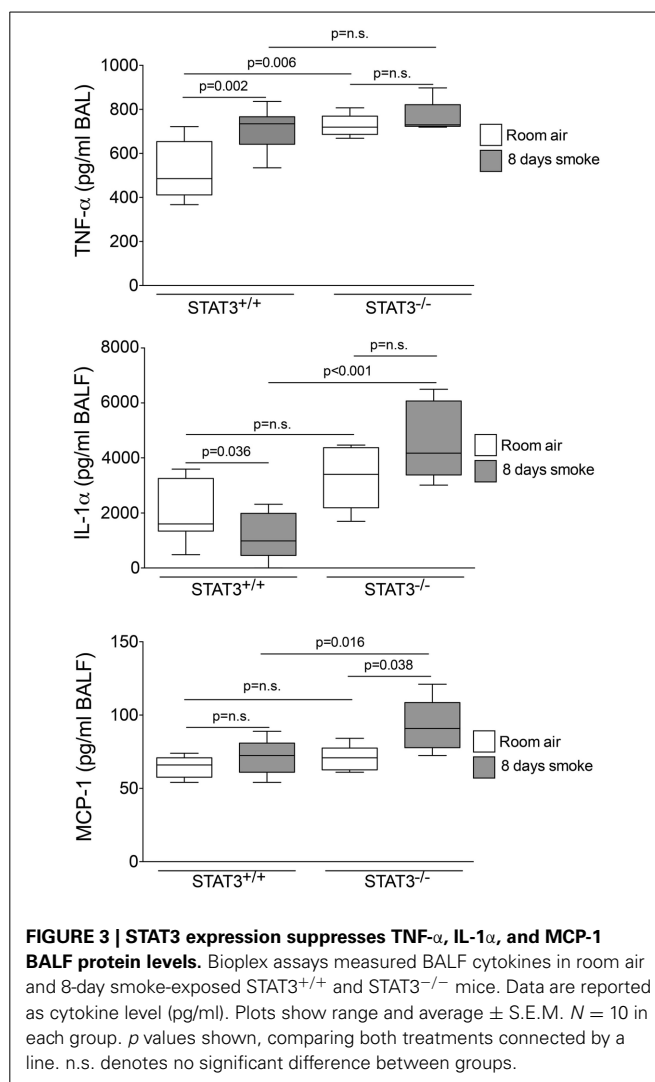 p=n.s.
p=0.006
p=0.002
p=n.s.
1000
800
600
400
200
0
TNF-α (pg/ml BAL)
Room air
8 days smoke
STAT3+/+
STAT3-/-
p=n.s.
p<0.001
p=n.s.
p=0.036
8000
6000
4000
2000
0
IL-1α (pg/ml BALF)
Room air
8 days smoke
STAT3+/+
STAT3-/-
p=0.016
p=0.038
p=n.s.
p=n.s.
150
100
50
0
MCP-1 (pg/ml BALF)
Room air
8 days smoke
STAT3+/+
STAT3-/-
FIGURE 3 | STAT3 expression suppresses TNF-α, IL-1α, and MCP-1
BALF protein levels. Bioplex assays measured BALF cytokines in room air
and 8-day smoke-exposed STAT3+/+ and STAT3−/− mice. Data are reported
as cytokine level (pg/ml). Plots show range and average ± S.E.M. N = 10 in
each group. p values shown, comparing both treatments connected by a
line. n.s. denotes no significant difference between groups.